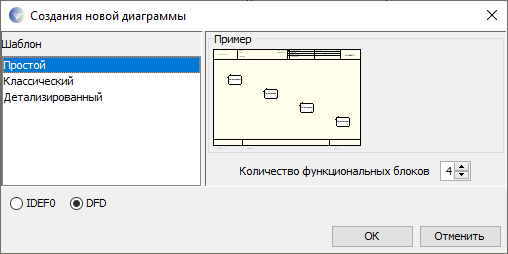 Создания новой диаграммы
Шаблон
Простой
Классический
Детализированный
Пример
Количество функциональных блоков 4
IDEF0 DFD
OK Отменить